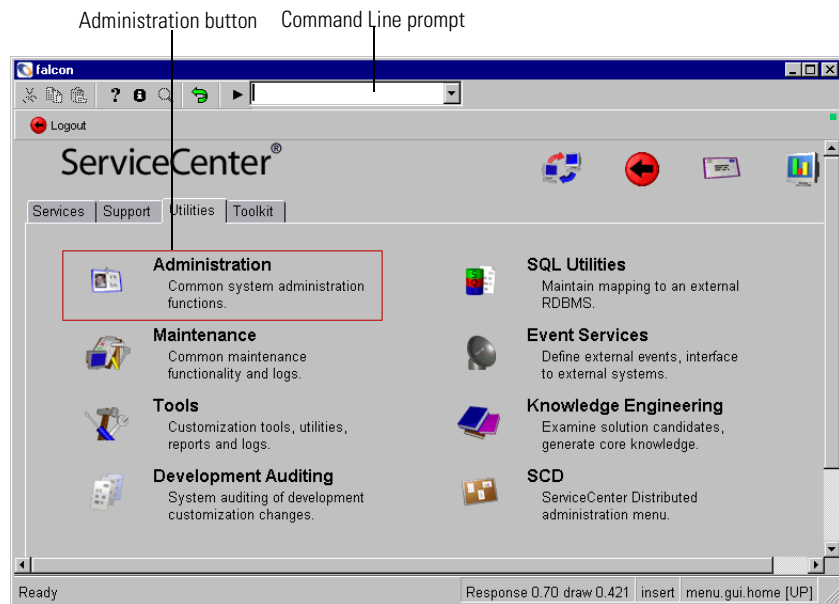 Administration button
Command Line prompt
falcon
Logout
ServiceCenter®
Services
Support
Utilities
Toolkit
Administration
Common system administration
functions.
SQL Utilities
Maintain mapping to an external
RDBMS.
Maintenance
Common maintenance
functionality and logs.
Event Services
Define external events, interface
to external systems.
Tools
Customization tools, utilities,
reports and logs.
Knowledge Engineering
Examine solution candidates,
generate core knowledge.
Development Auditing
System auditing of development
customization changes.
SCD
ServiceCenter Distributed
administration menu.
Ready
Response 0.70 draw 0.421
insert
menu.gui.home [UP]